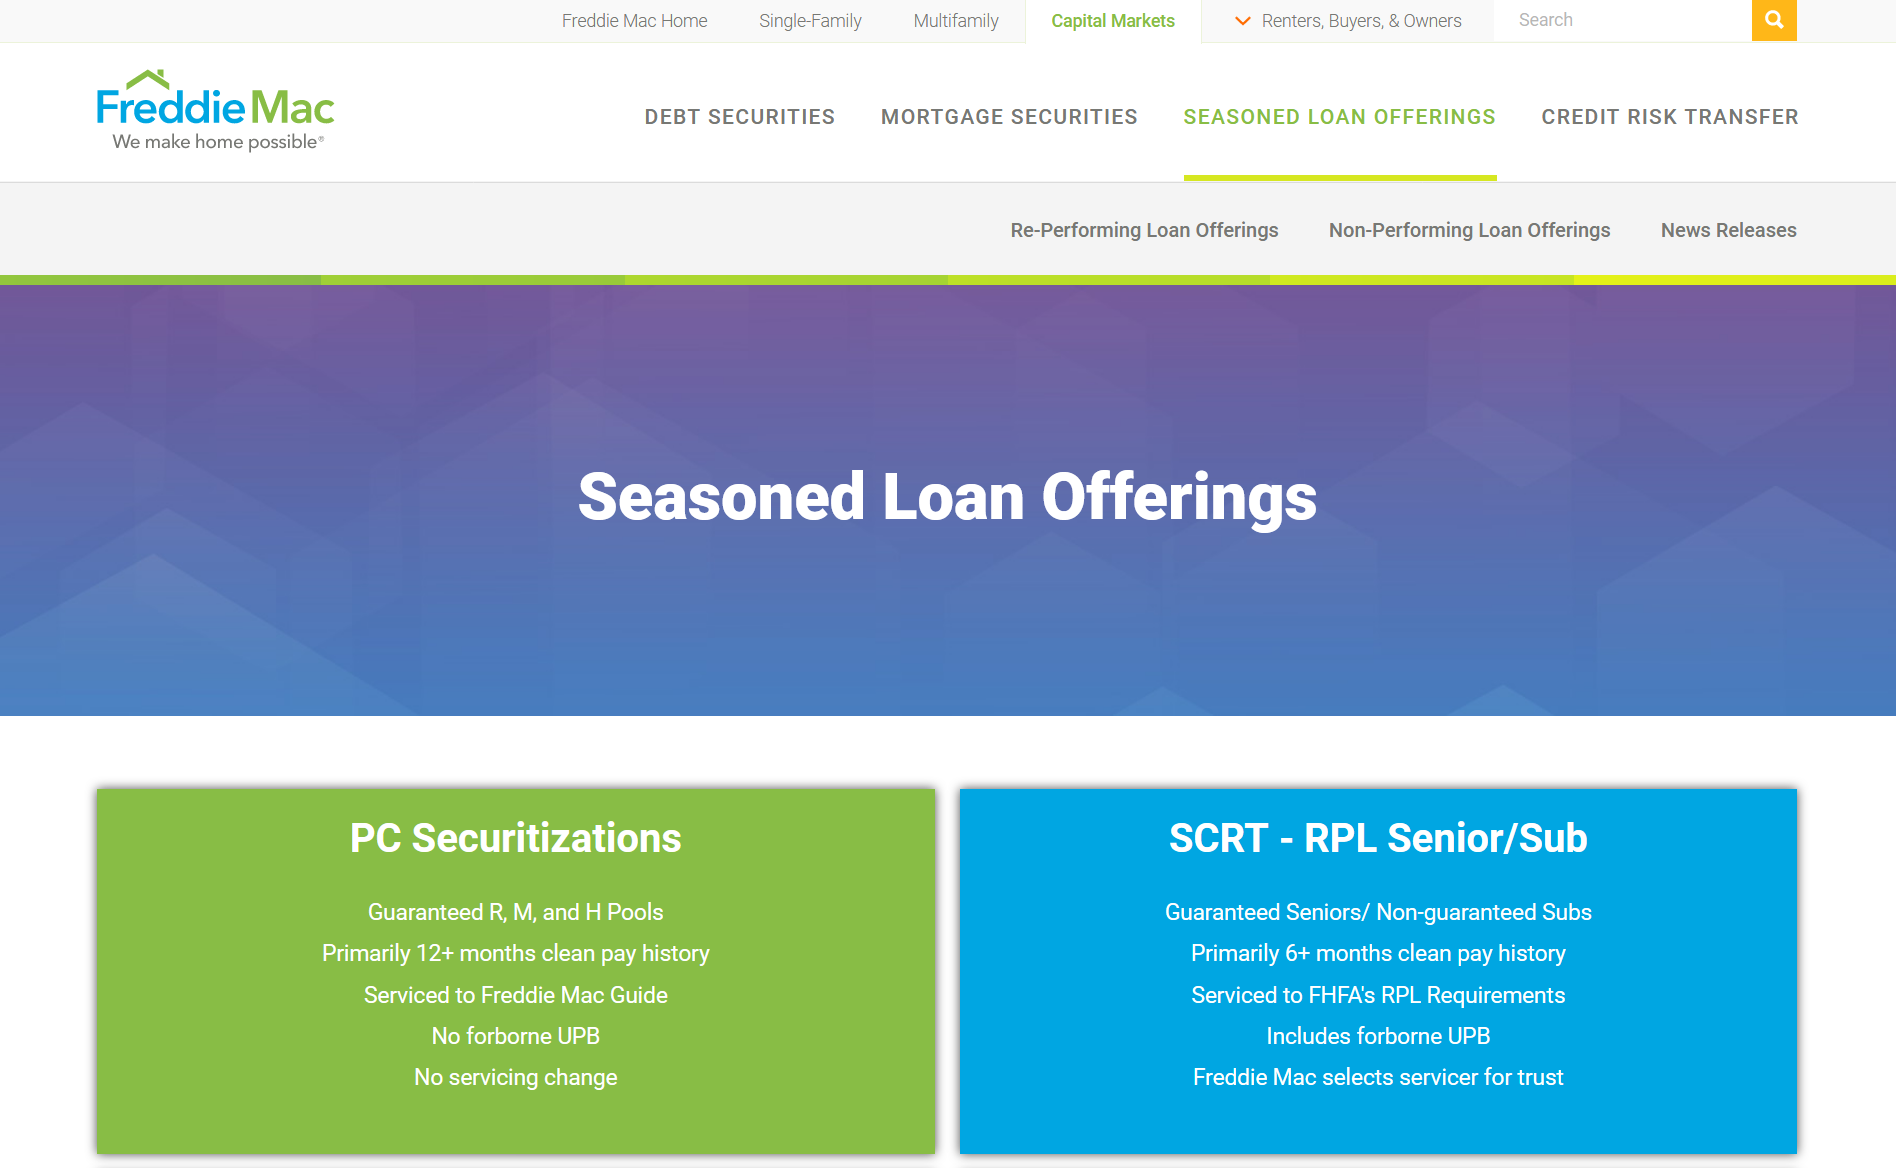 Freddie Mac Home Single-Family Multifamily Capital Markets Renters, Buyers, & Owners Search
Freddie Mac
We make home possible®
DEBT SECURITIES MORTGAGE SECURITIES SEASONED LOAN OFFERINGS CREDIT RISK TRANSFER
Re-Performing Loan Offerings Non-Performing Loan Offerings News Releases
Seasoned Loan Offerings
PC Securitizations
Guaranteed R, M, and H Pools
Primarily 12+ months clean pay history
Serviced to Freddie Mac Guide
No forborne UPB
No servicing change
SCRT - RPL Senior/Sub
Guaranteed Seniors/ Non-guaranteed Subs
Primarily 6+ months clean pay history
Serviced to FHFA's RPL Requirements
Includes forborne UPB
Freddie Mac selects servicer for trust